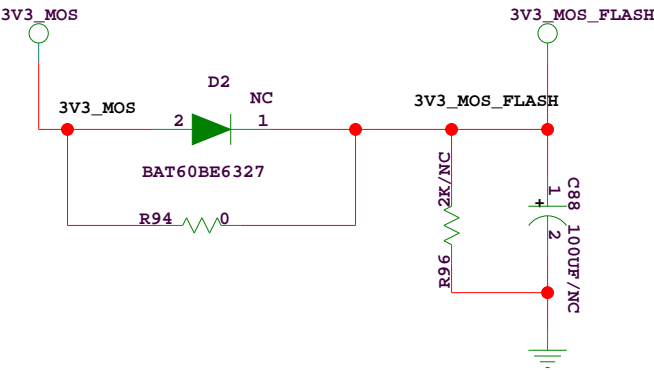 3V3_MOS
3V3_MOS_FLASH
D2
NC
3V3_MOS
2
1
3V3_MOS_FLASH
BAT60BE6327
R94
0
2K/NC
R96
+
1
2
C88
100UF/NC